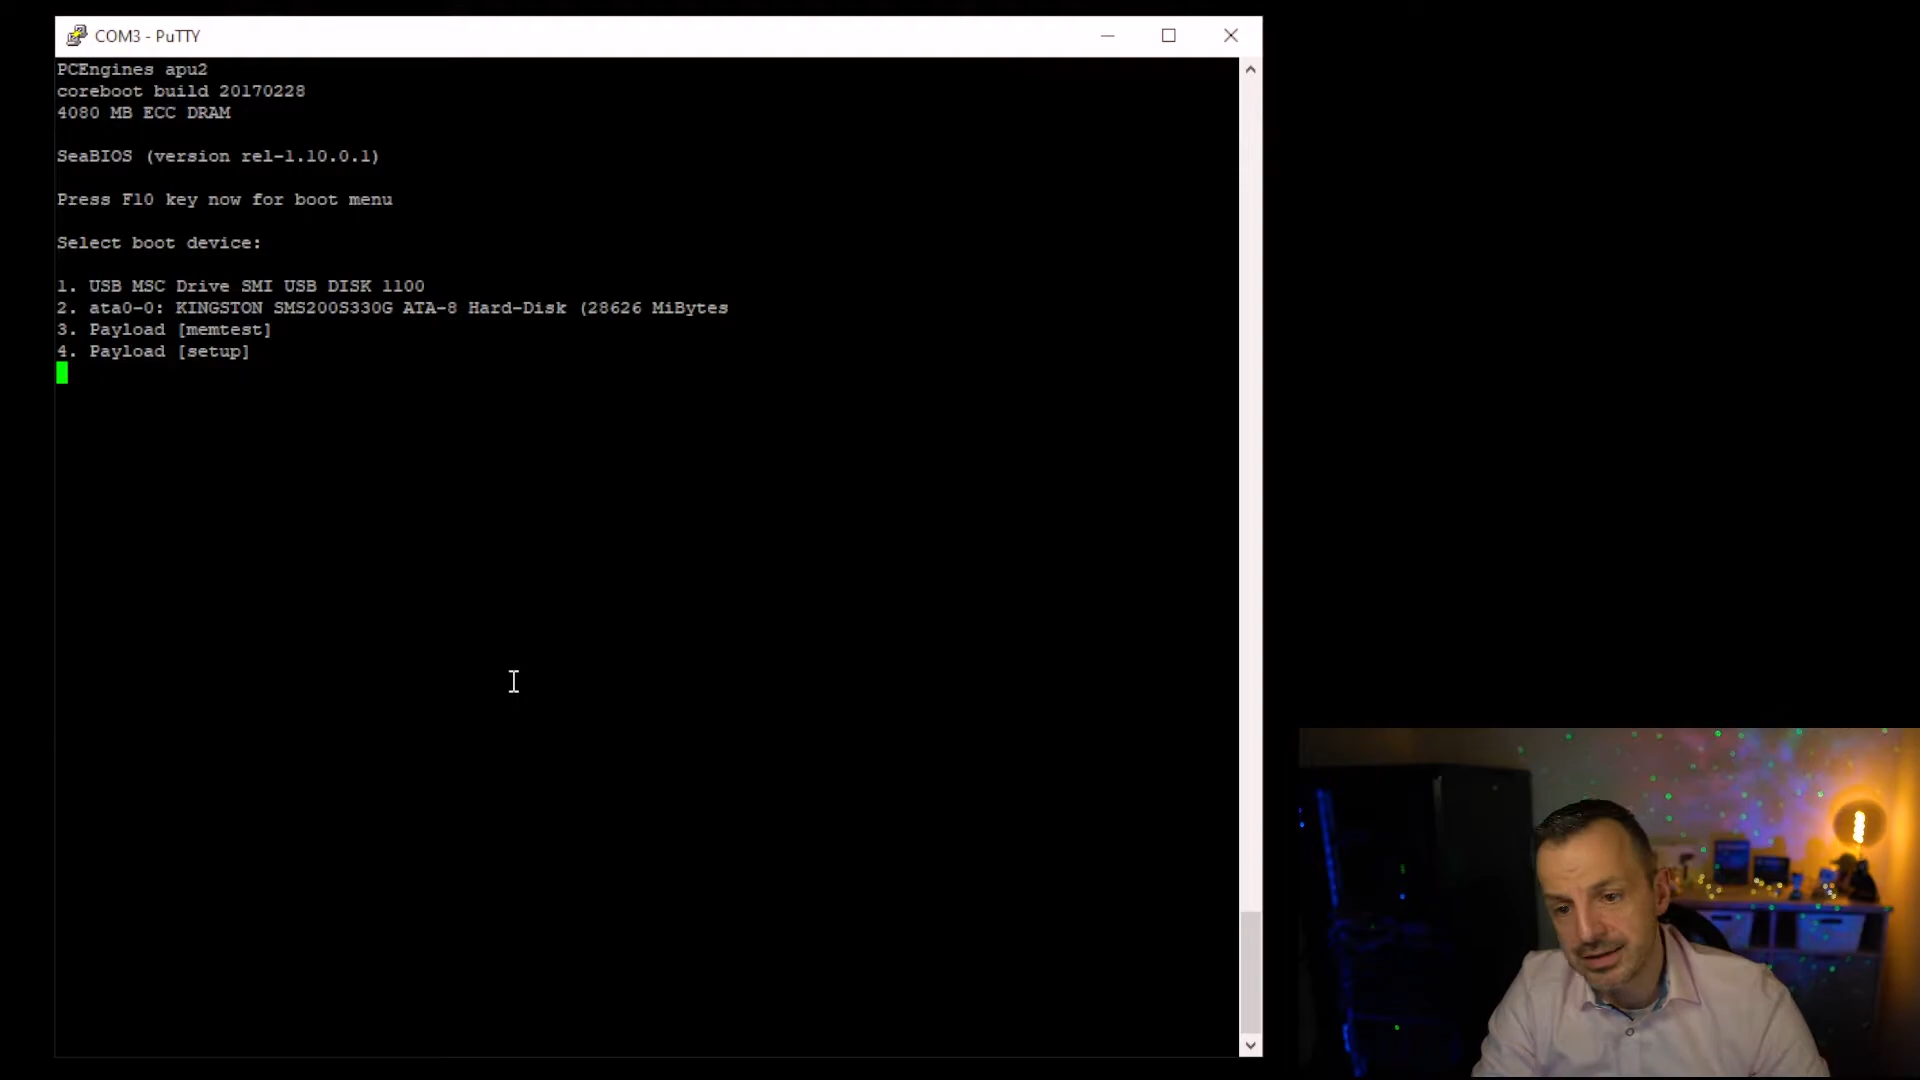 COM3 - PuTTY
PCEngines apu2
coreboot build 20170228
4080 MB ECC DRAM
SeaBIOS (version rel-1.10.0.1)
Press F10 key now for boot menu
Select boot device:
1. USB MSC Drive SMI USB DISK 1100
2. ata0-0: KINGSTON SMS200S330G ATA-8 Hard-Disk (28626 MiBytes
3. Payload [memtest]
4. Payload [setup]